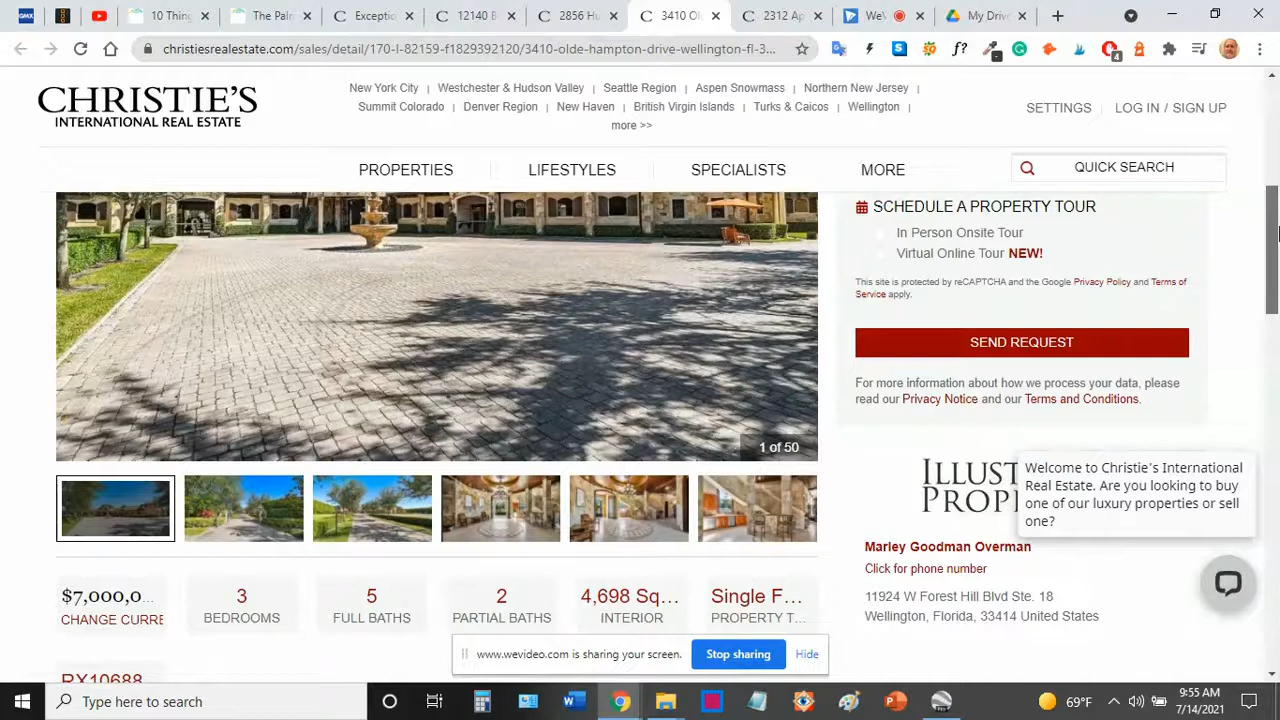 10 Thing
The Palm
Exceptio
12140 E
2856 Hu
3410 Ol
2312 Ap
WeV
My Drive
christiesrealestate.com/sales/detail/170-l-82159-f1829392120/3410-olde-hampton-drive-wellington-fl-3...
CHRISTIE'S
INTERNATIONAL REAL ESTATE
New York City | Westchester & Hudson Valley | Seattle Region | Aspen Snowmass | Northern New Jersey |
Summit Colorado | Denver Region | New Haven | British Virgin Islands | Turks & Caicos | Wellington |
more >>
SETTINGS LOG IN / SIGN UP
PROPERTIES LIFESTYLES SPECIALISTS MORE QUICK SEARCH
SCHEDULE A PROPERTY TOUR
In Person Onsite Tour
Virtual Online Tour NEW!
This site is protected by reCAPTCHA and the Google Privacy Policy and Terms of
Service apply.
SEND REQUEST
For more information about how we process your data, please
read our Privacy Notice and our Terms and Conditions.
1 of 50
ILLUST
PROP
Welcome to Christie's International
Real Estate. Are you looking to buy
one of our luxury properties or sell
one?
Marley Goodman Overman
Click for phone number
11924 W Forest Hill Blvd Ste. 18
Wellington, Florida, 33414 United States
$7,000,0...
CHANGE CURRE
3
BEDROOMS
5
FULL BATHS
2
PARTIAL BATHS
4,698 Sq...
INTERIOR
Single F...
PROPERTY T...
RX10688
www.wevideo.com is sharing your screen.
Stop sharing
Hide
Type here to search
69°F
9:55 AM
7/14/2021